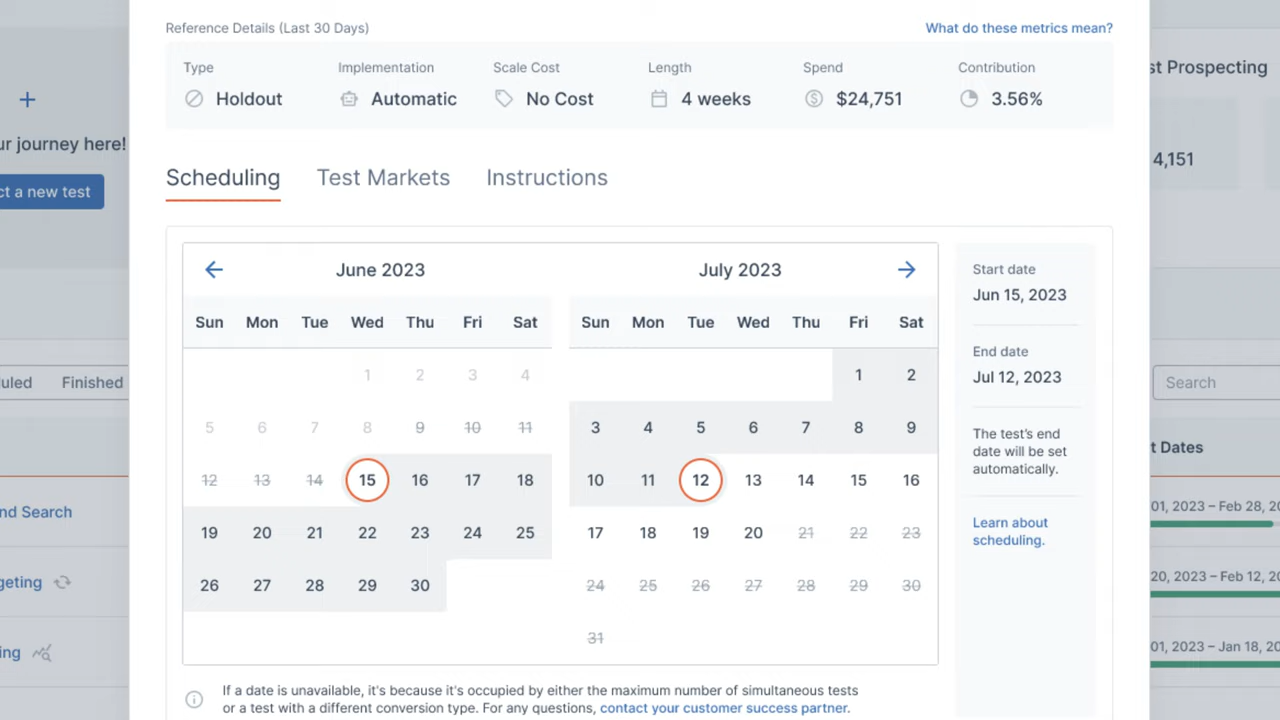 Reference Details (Last 30 Days)
What do these metrics mean?
Type
Implementation
Scale Cost
Length
Spend
Contribution
Holdout
Automatic
No Cost
4 weeks
$24,751
3.56%
Scheduling
Test Markets
Instructions
June 2023
July 2023
Sun Mon Tue Wed Thu Fri Sat
1 2 3 4
5 6 7 8 9 10 11
12 13 14 15 16 17 18
19 20 21 22 23 24 25
26 27 28 29 30
Sun Mon Tue Wed Thu Fri Sat
1 2
3 4 5 6 7 8 9
10 11 12 13 14 15 16
17 18 19 20 21 22 23
24 25 26 27 28 29 30
31
Start date
Jun 15, 2023
End date
Jul 12, 2023
The test's end
date will be set
automatically.
Learn about
scheduling.
If a date is unavailable, it's because it's occupied by either the maximum number of simultaneous tests
or a test with a different conversion type. For any questions, contact your customer success partner.
journey here!
a new test
Finished
Search
Prospecting
4,151
Search
Dates
01, 2023 – Feb 28,
20, 2023 – Feb 12,
01, 2023 – Jan 18,